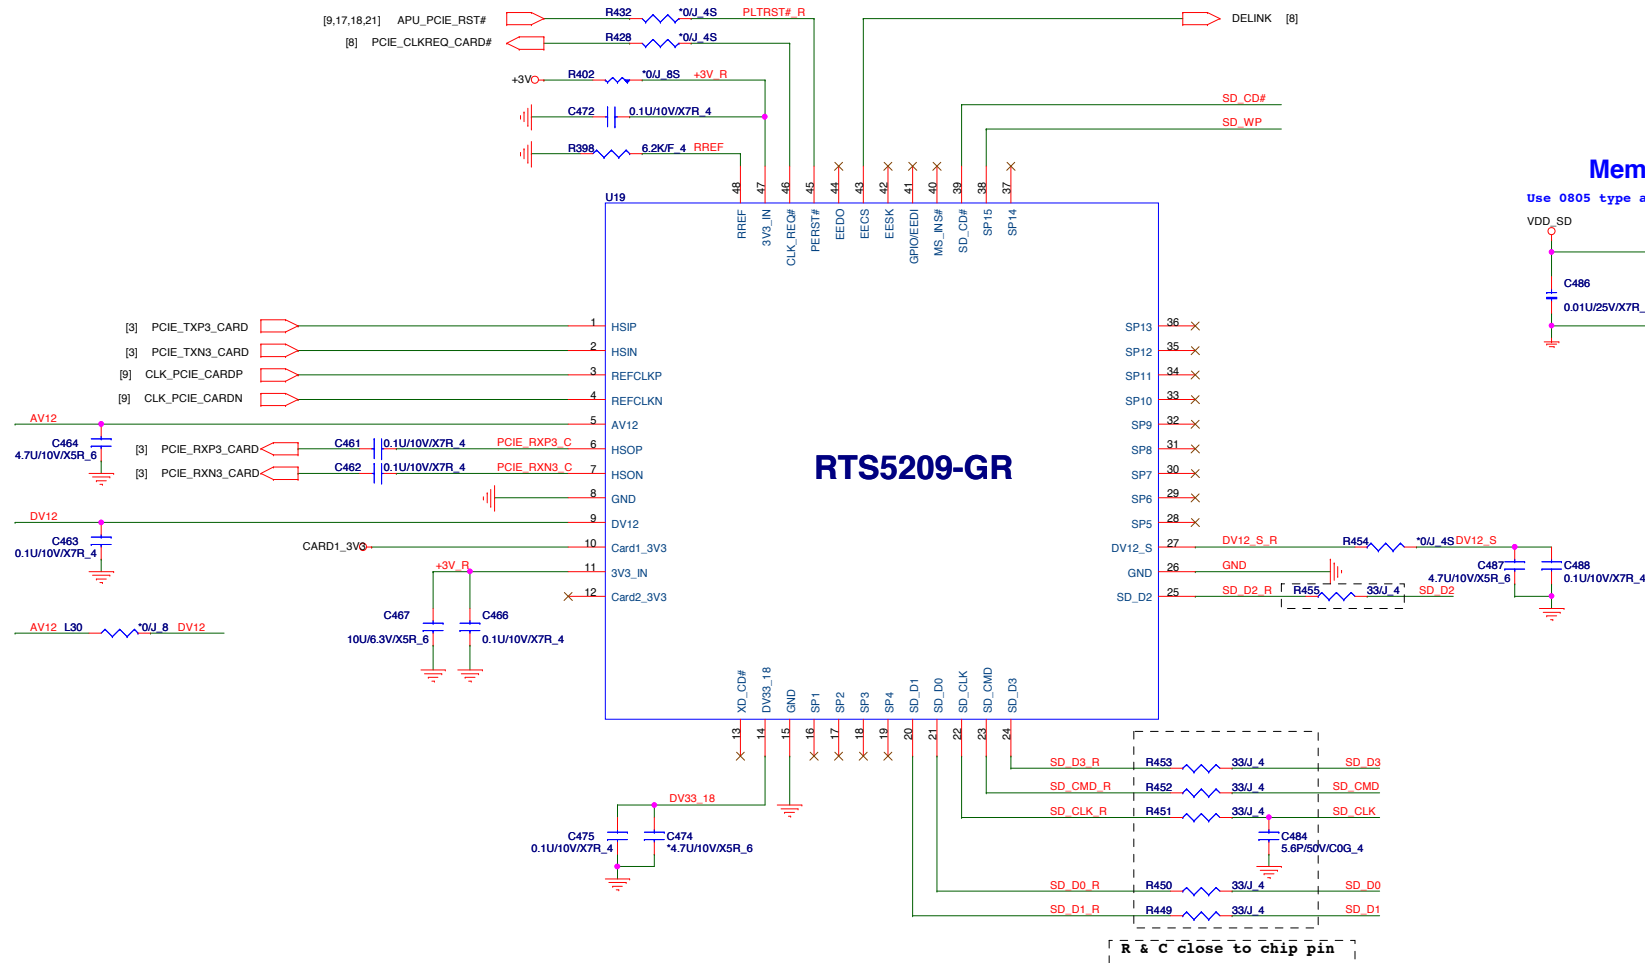 [9,17,18,21] APU_PCIE_RST# R432 *0/J_4S PLTRST#_R DELINK [8]
[8] PCIE_CLKREQ_CARD# R428 *0/J_4S
+3V R402 *0/J_8S +3V_R
C472 0.1U/10V/X7R_4
R398 6.2K/F_4 RREF
SD_CD#
SD_WP
Mem
Use 0805 type a
VDD_SD
C486
0.01U/25V/X7R_
48 47 46 45 44 43 42 41 40 39 38 37
U19
RREF 3V3_IN CLK_REQ# PERST# EEDO EECS EESK GPIO/EEDI MS_INS# SD_CD# SP15 SP14
[3] PCIE_TXP3_CARD 1 HSIP
[3] PCIE_TXN3_CARD 2 HSIN
[9] CLK_PCIE_CARDP 3 REFCLKP
[9] CLK_PCIE_CARDN 4 REFCLKN
AV12 5 AV12
C464
4.7U/10V/X5R_6
[3] PCIE_RXP3_CARD C461 0.1U/10V/X7R_4 PCIE_RXP3_C 6 HSOP
[3] PCIE_RXN3_CARD C462 0.1U/10V/X7R_4 PCIE_RXN3_C 7 HSON
8 GND
DV12 9 DV12
C463
0.1U/10V/X7R_4
CARD1_3V3 10 Card1_3V3
+3V_R 11 3V3_IN
12 Card2_3V3
C467
10U/6.3V/X5R_6
C466
0.1U/10V/X7R_4
AV12 L30 *0/J_8 DV12
RTS5209-GR
SP13 36
SP12 35
SP11 34
SP10 33
SP9 32
SP8 31
SP7 30
SP6 29
SP5 28
DV12_S 27 DV12_S_R R454 *0/J_4S DV12_S
GND 26 GND
SD_D2 25 SD_D2_R R455 33/J_4 SD_D2
C487
4.7U/10V/X5R_6
C488
0.1U/10V/X7R_4
XD_CD# DV33_18 GND SP1 SP2 SP3 SP4 SD_D1 SD_D0 SD_CLK SD_CMD SD_D3
13 14 15 16 17 18 19 20 21 22 23 24
DV33_18
C475
0.1U/10V/X7R_4
C474
*4.7U/10V/X5R_6
SD_D3_R R453 33/J_4 SD_D3
SD_CMD_R R452 33/J_4 SD_CMD
SD_CLK_R R451 33/J_4 SD_CLK
C484
5.6P/50V/C0G_4
SD_D0_R R450 33/J_4 SD_D0
SD_D1_R R449 33/J_4 SD_D1
R & C close to chip pin